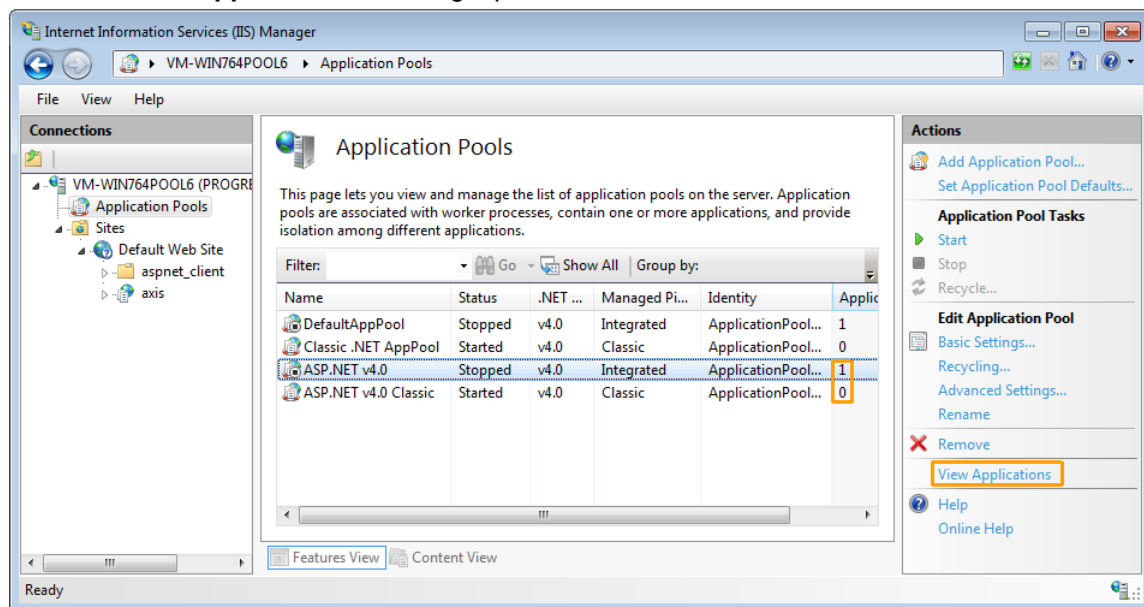 Internet Information Services (IIS) Manager
VM-WIN764POOL6 Application Pools
File View Help
Connections
VM-WIN764POOL6 (PROGRE
Application Pools
Sites
Default Web Site
aspnet_client
axis
Application Pools
This page lets you view and manage the list of application pools on the server. Application
pools are associated with worker processes, contain one or more applications, and provide
isolation among different applications.
Filter: Go Show All Group by:
Name Status .NET ... Managed Pi... Identity Applic
DefaultAppPool Stopped v4.0 Integrated ApplicationPool... 1
Classic .NET AppPool Started v4.0 Classic ApplicationPool... 0
ASP.NET v4.0 Stopped v4.0 Integrated ApplicationPool... 1
ASP.NET v4.0 Classic Started v4.0 Classic ApplicationPool... 0
Features View Content View
Actions
Add Application Pool...
Set Application Pool Defaults...
Application Pool Tasks
Start
Stop
Recycle...
Edit Application Pool
Basic Settings...
Recycling...
Advanced Settings...
Rename
Remove
View Applications
Help
Online Help
Ready